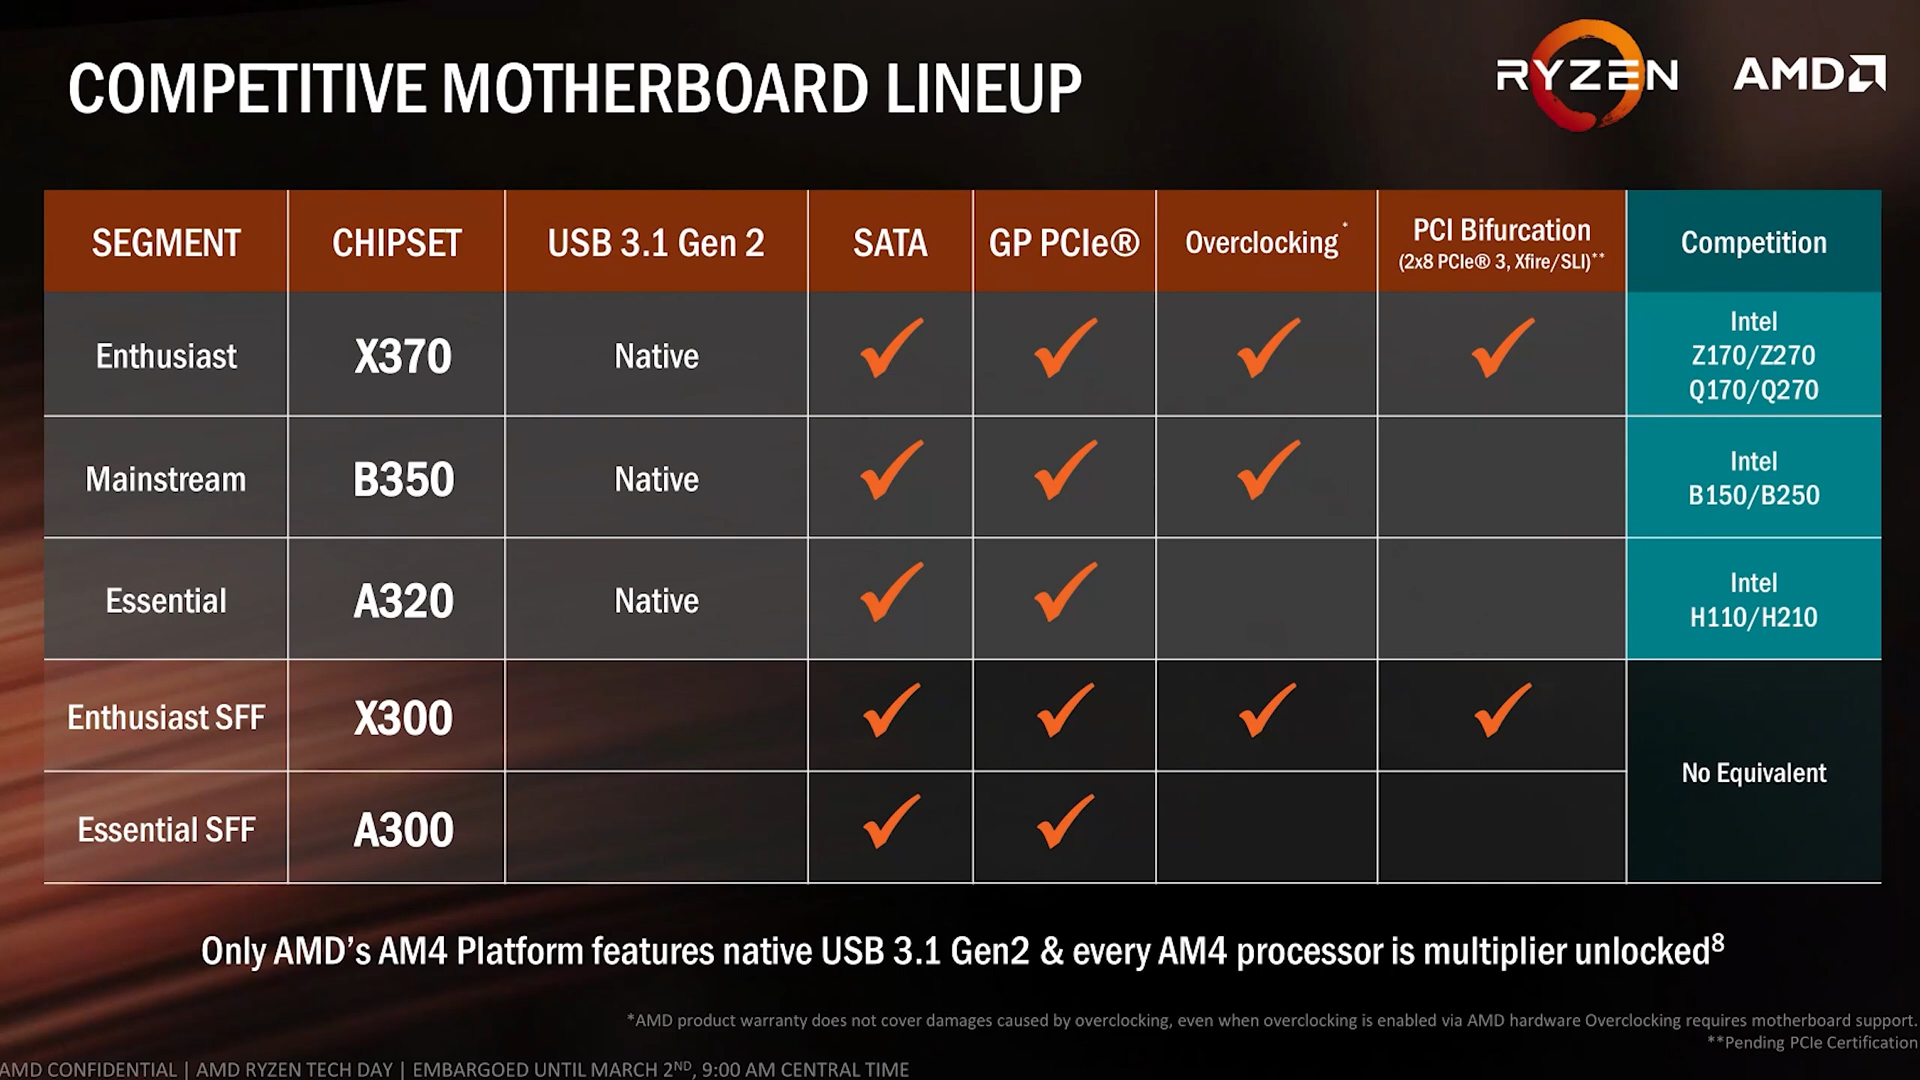 COMPETITIVE MOTHERBOARD LINEUP
RYZEN AMD
SEGMENT CHIPSET USB 3.1 Gen 2 SATA GP PCIe® Overclocking* PCI Bifurcation (2x8 PCIe® 3, Xfire/SLI)** Competition
Enthusiast X370 Native Intel Z170/Z270 Q170/Q270
Mainstream B350 Native Intel B150/B250
Essential A320 Native Intel H110/H210
Enthusiast SFF X300
No Equivalent
Essential SFF A300
Only AMD's AM4 Platform features native USB 3.1 Gen2 & every AM4 processor is multiplier unlocked8
*AMD product warranty does not cover damages caused by overclocking, even when overclocking is enabled via AMD hardware Overclocking requires motherboard support.
**Pending PCIe Certification
AMD CONFIDENTIAL | AMD RYZEN TECH DAY | EMBARGOED UNTIL MARCH 2ND, 9:00 AM CENTRAL TIME